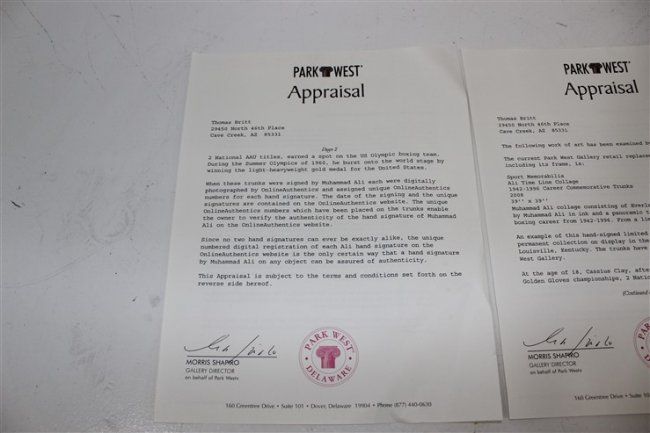 PARK WEST
Appraisal
Thomas Britt
29450 North 46th Place
Cave Creek, AZ 85331
Page 2
2 National AAU titles, earned a spot on the US Olympic boxing team.
During the Summer Olympics of 1960, he burst onto the world stage by
winning the light-heavyweight gold medal for the United States.
When these trunks were signed by Muhammad Ali each were digitally
photographed by OnlineAuthentics and assigned unique OnlineAuthentics
numbers for each hand signature. The date of the signing and the unique
signatures are contained on the OnlineAuthentics website. The unique
OnlineAuthentics numbers which have been placed on the trunks enable
the owner to verify the authenticity of the hand signature of Muhammad
Ali on the OnlineAuthentics website.
Since no two hand signatures can ever be exactly alike, the unique
numbered digital registration of each Ali hand signature on the
OnlineAuthentics website is the only certain way that a hand signature
by Muhammad Ali on any object can be assured of authenticity.
This Appraisal is subject to the terms and conditions set forth on the
reverse side hereof.
MORRIS SHAPIRO
GALLERY DIRECTOR
on behalf of Park West
PARK WEST
DELAWARE
160 Greentree Drive • Suite 101 • Dover, Delaware 19904 • Phone (877) 440-0630
PARK WEST
Appraisal
Thomas Britt
29450 North 46th Place
Cave Creek, AZ 85331
The following work of art has been examined b
The current Park West Gallery retail replace
including its frame, is:
Sport Memorabilia
Ali Time Line Collage
1942-1996 Career Commemorative Trunks
2008
39'' x 39''
Muhammad Ali collage consisting of Everl
by Muhammad Ali in ink and a panoramic t
boxing career from 1942-1996. From a li
An example of this hand-signed limited
permanent collection on display in the
Louisville, Kentucky. The trunks have
West Gallery.
At the age of 18, Cassius Clay, after
Golden Gloves championships, 2 Natio
(Continued
MORRIS SHAPIRO
GALLERY DIRECTOR
on behalf of Park West
160 Greentree Drive • Suite 101 • Do